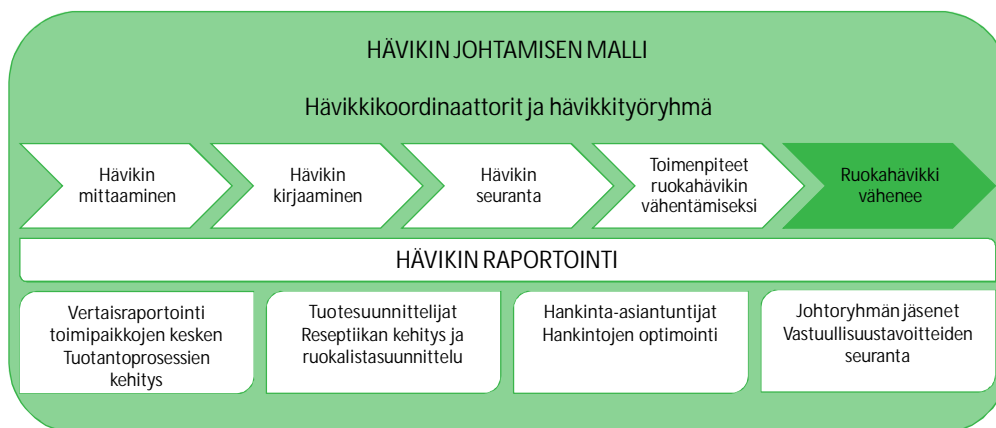 HÄVIKIN JOHTAMISEN MALLI
Hävikkikoordinaattorit ja hävikkityöryhmä
Hävikin
mittaaminen
Hävikin
kirjaaminen
Hävikin
seuranta
Toimenpiteet
ruokahävikin
vähentämiseksi
Ruokahävikki
vähenee
HÄVIKIN RAPORTOINTI
Vertaisraportointi
toimipaikkojen kesken
Tuotantoprosessien
kehitys
Tuotesuunnittelijat
Reseptiikan kehitys ja
ruokalistasuunnittelu
Hankinta-asiantuntijat
Hankintojen optimointi
Johtoryhmän jäsenet
Vastuullisuustavoitteiden
seuranta